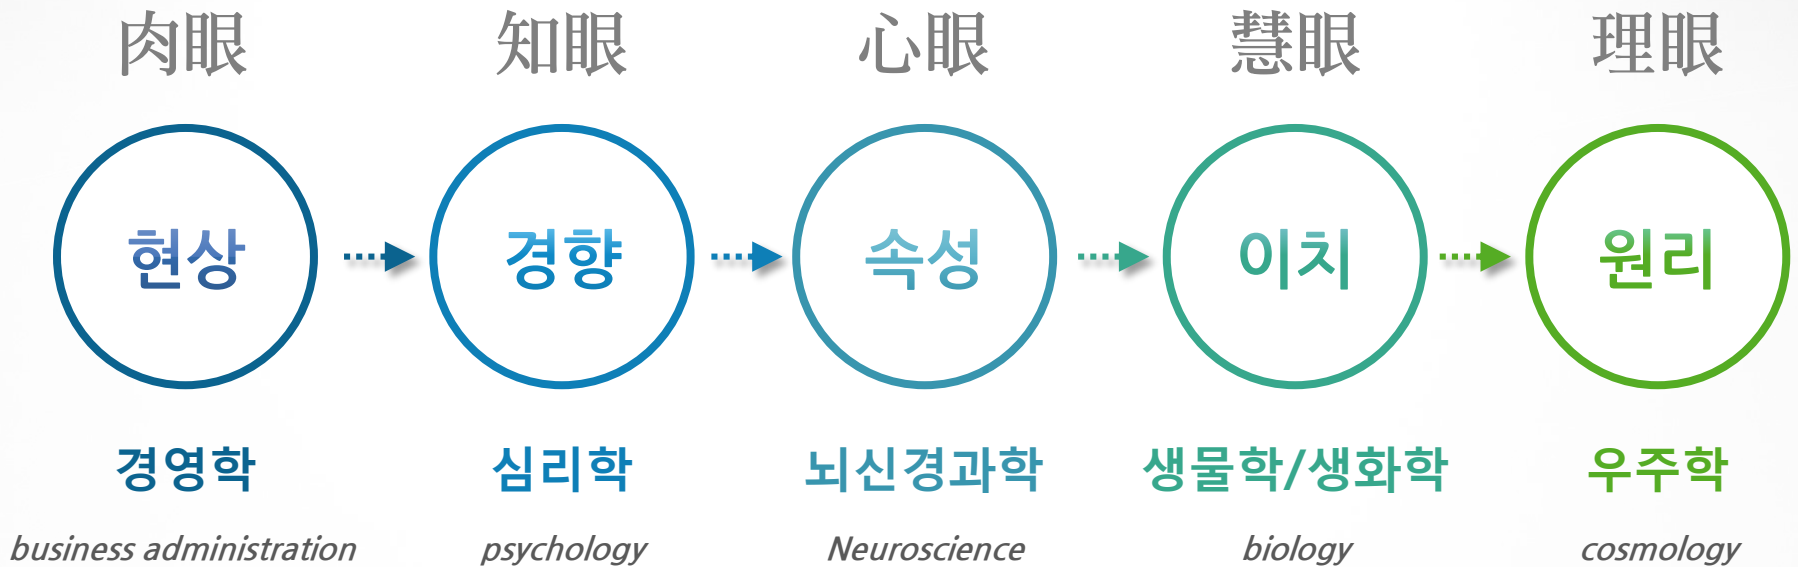 肉眼 知眼 心眼 慧眼 理眼
현상 경향 속성 이치 원리
경영학 심리학 뇌신경과학 생물학/생화학 우주학
business administration psychology Neuroscience biology cosmology